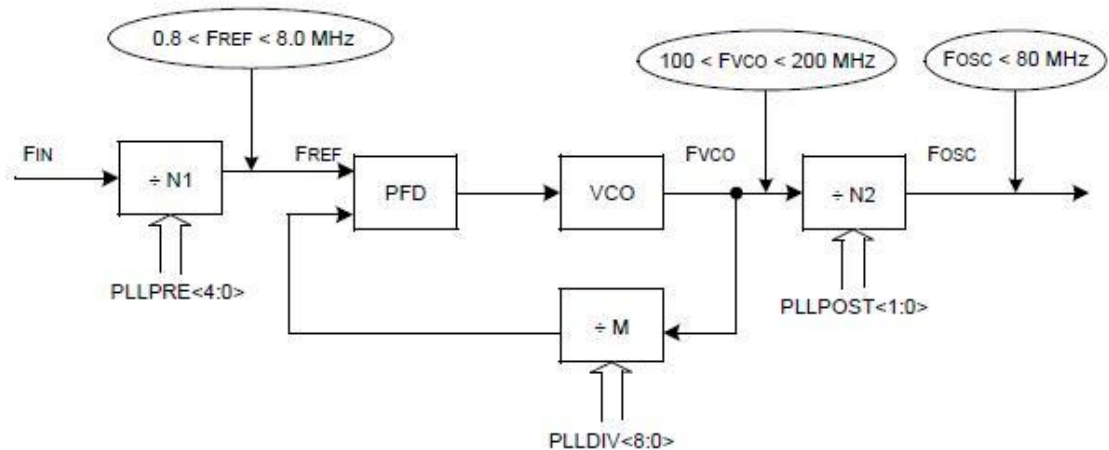 0.8 < FREF < 8.0 MHz
100 < FVCO < 200 MHz
FOSC < 80 MHz
FIN
÷ N1
FREF
PFD
VCO
FVCO
÷ N2
FOSC
PLLPRE<4:0>
÷ M
PLLPOST<1:0>
PLLDIV<8:0>